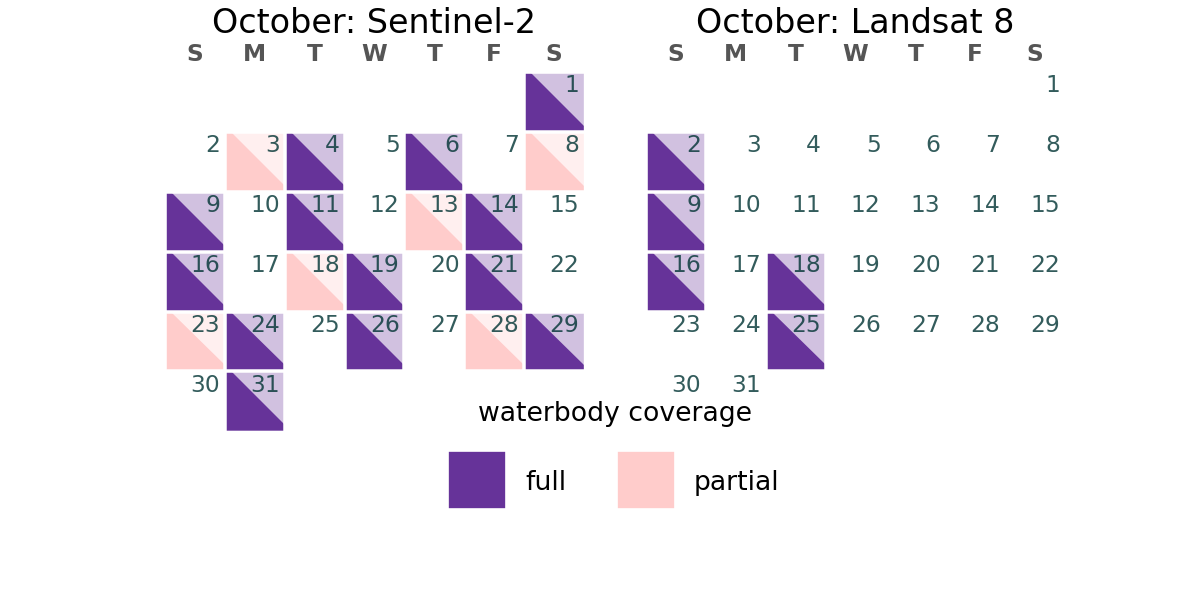 October: Sentinel-2
S M T W T F S
1
2 3 4 5 6 7 8
9 10 11 12 13 14 15
16 17 18 19 20 21 22
23 24 25 26 27 28 29
30 31
October: Landsat 8
S M T W T F S
1
2 3 4 5 6 7 8
9 10 11 12 13 14 15
16 17 18 19 20 21 22
23 24 25 26 27 28 29
30 31
waterbody coverage
full
partial